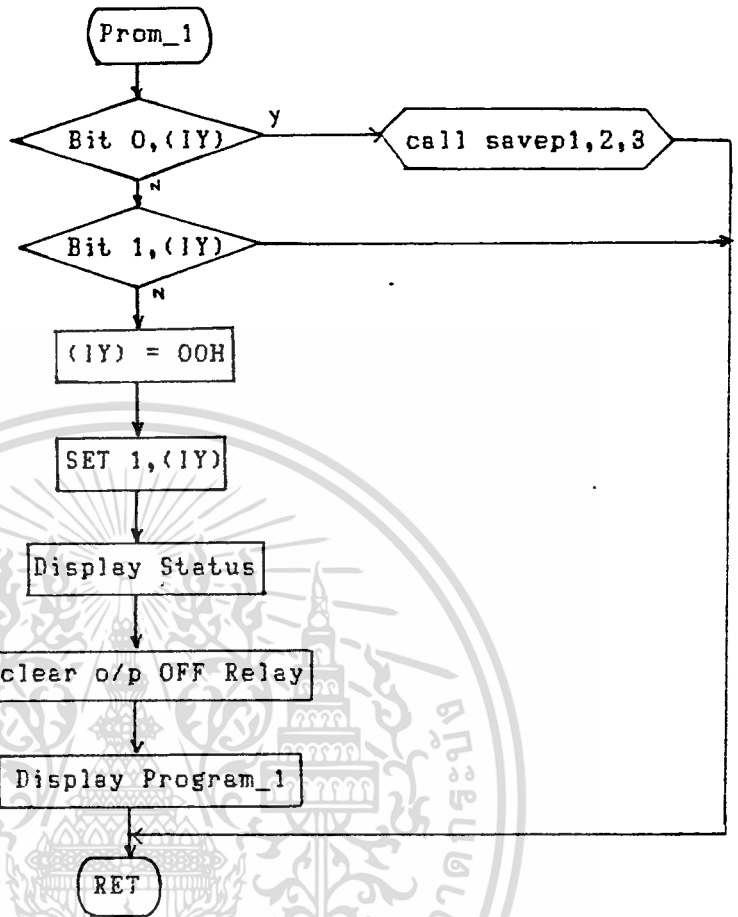 Prom_1
Bit 0,(IY)
y
call savep1,2,3
N
Bit 1,(IY)
N
(IY) = 00H
SET 1,(IY)
Display Status
clear o/p OFF Relay
Display Program_1
RET